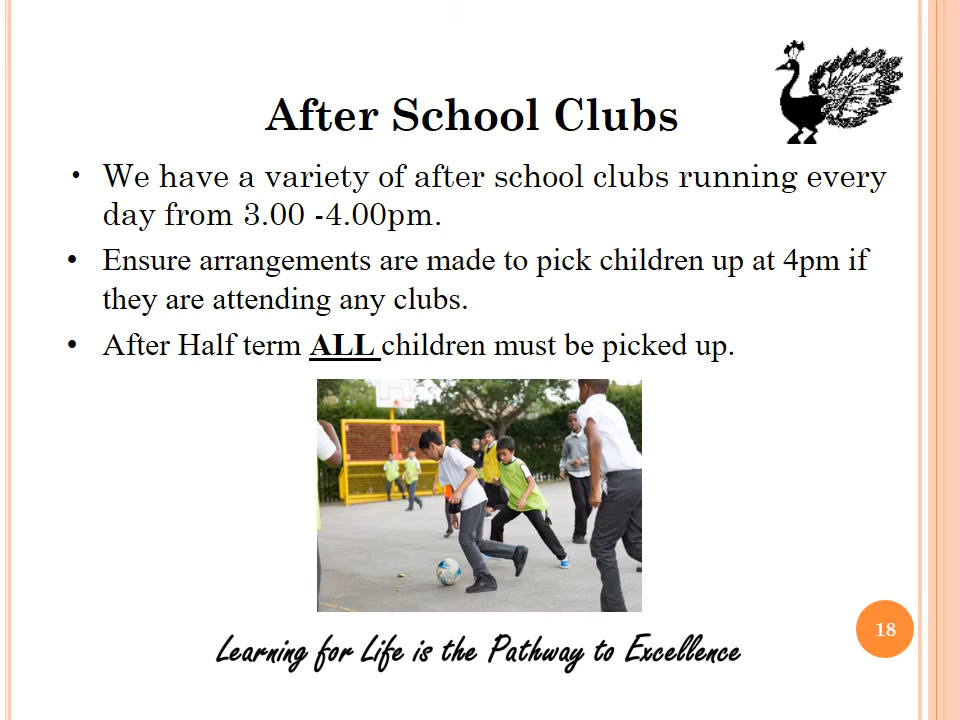 After School Clubs
• We have a variety of after school clubs running every
day from 3.00 -4.00pm.
• Ensure arrangements are made to pick children up at 4pm if
they are attending any clubs.
• After Half term ALL children must be picked up.
18
Learning for Life is the Pathway to Excellence